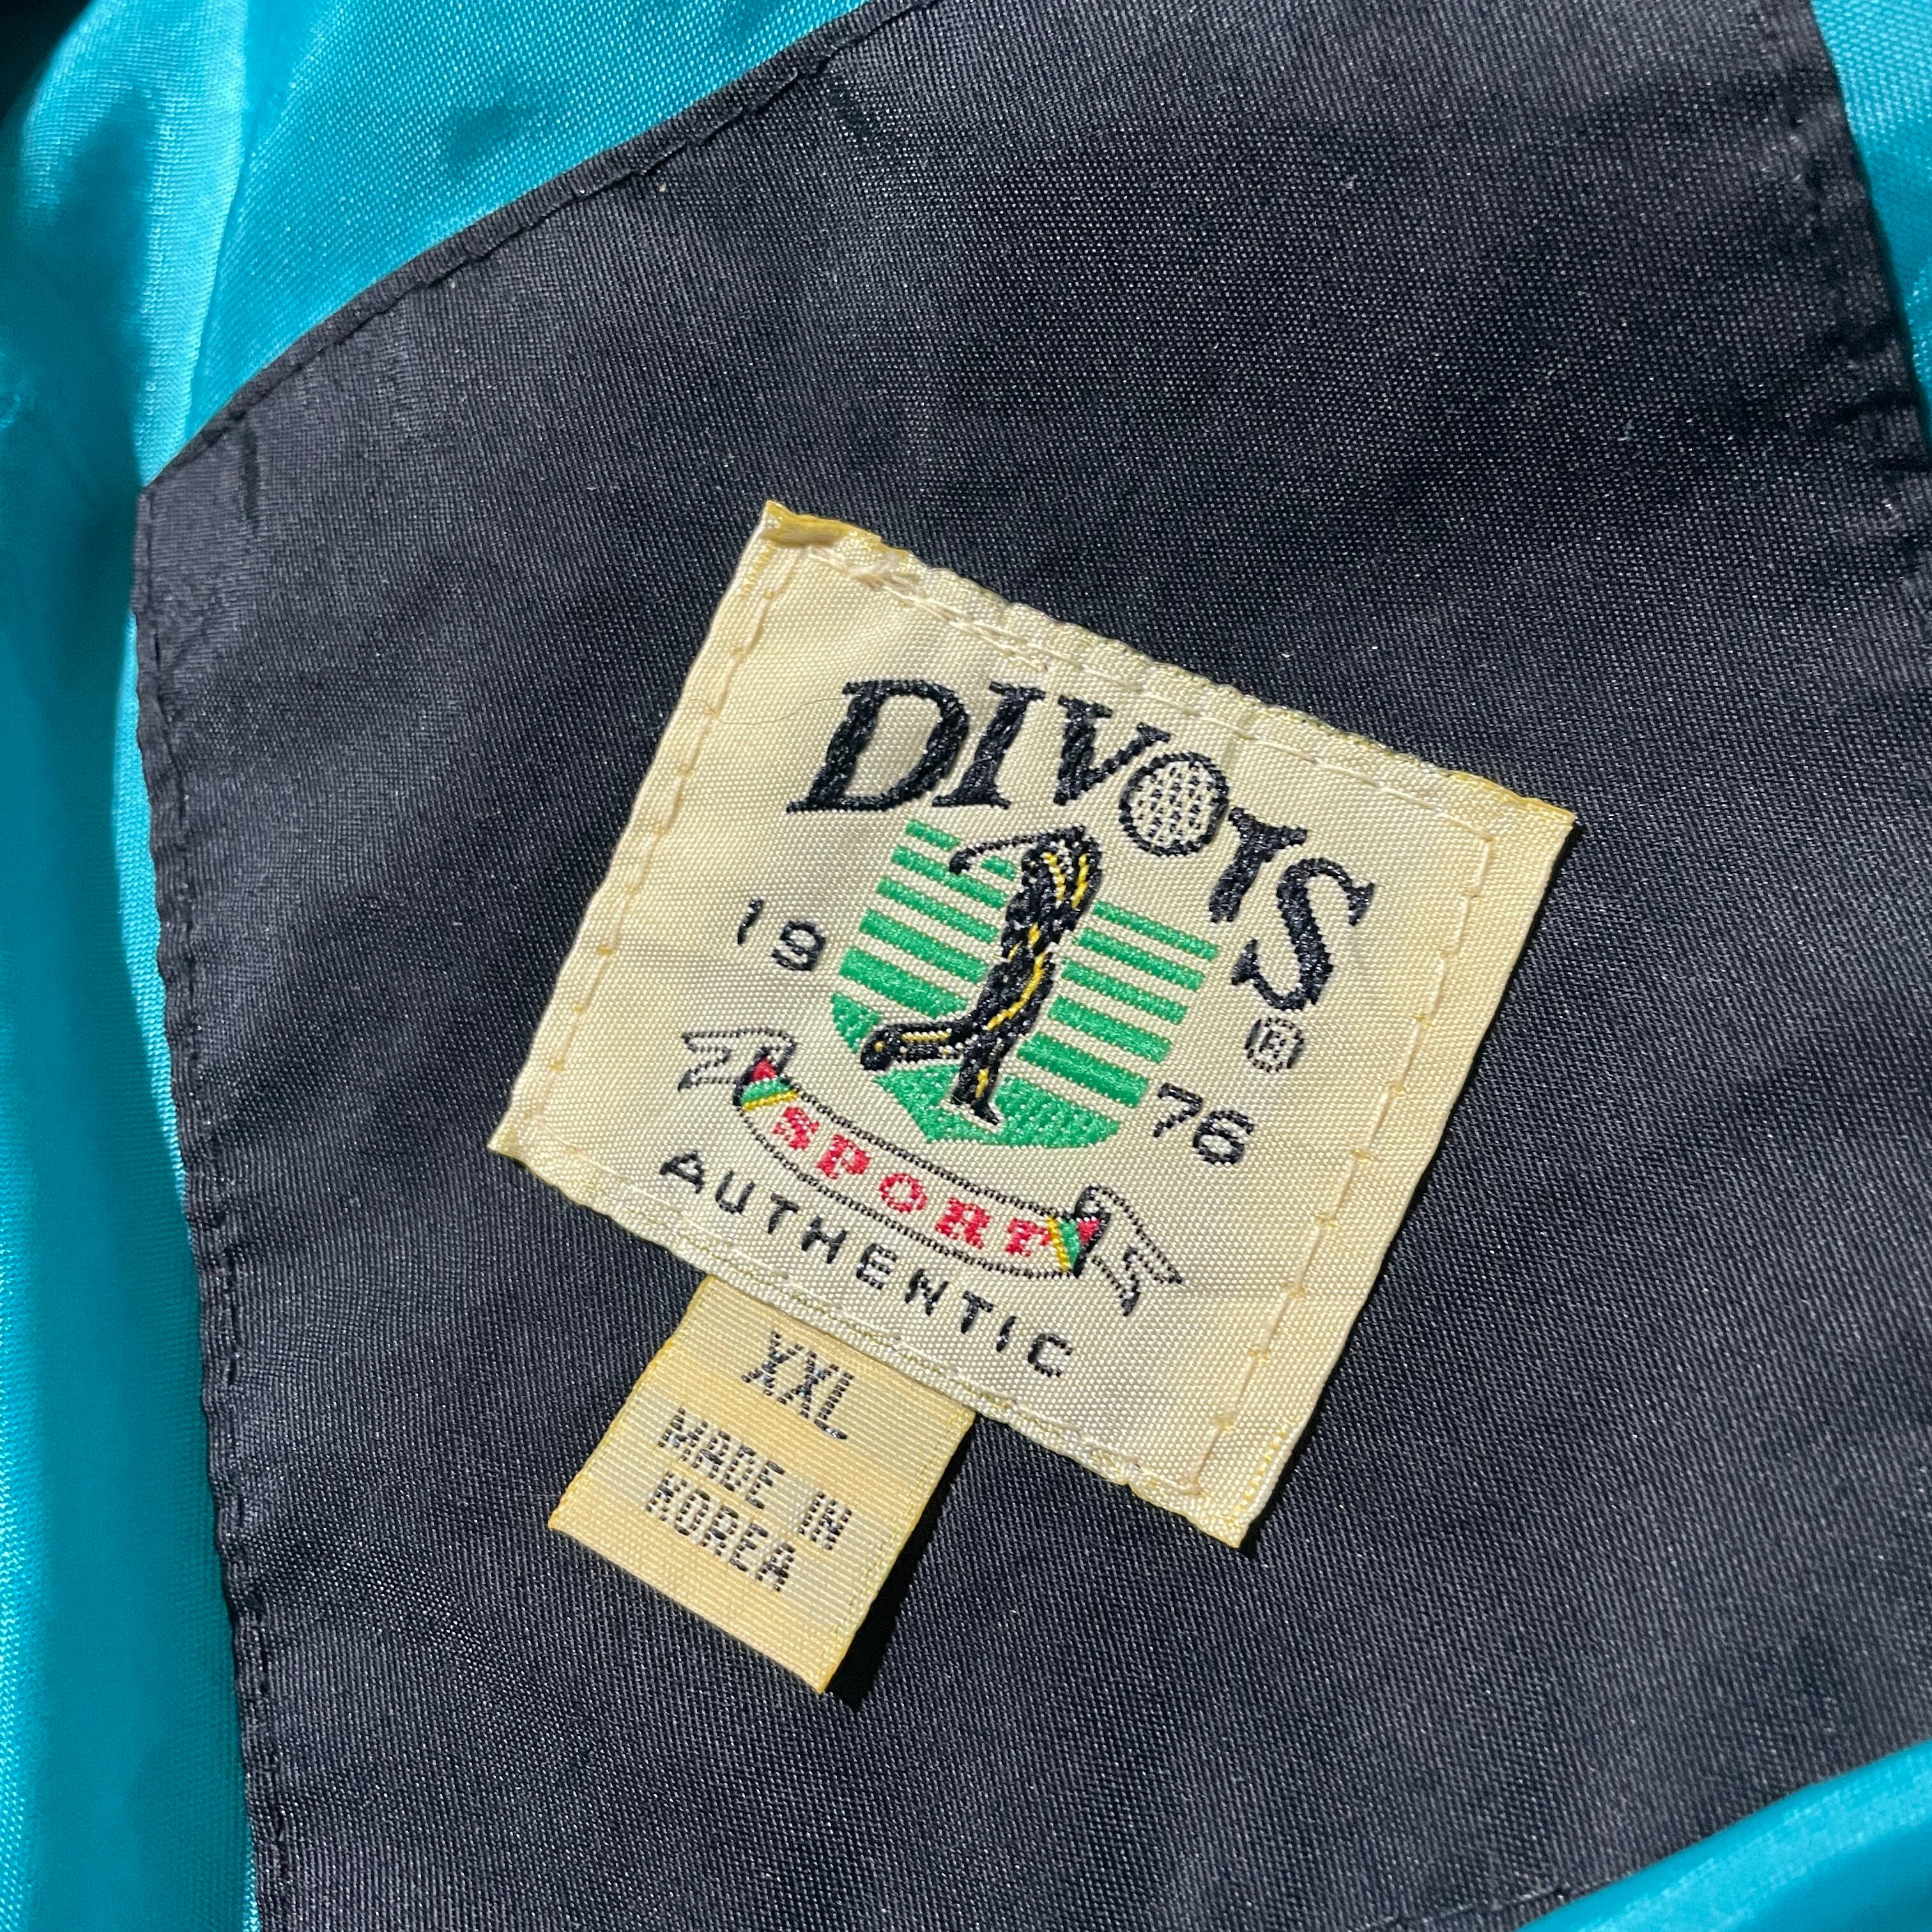 DIVOTS
®
19 76
SPORT
AUTHENTIC
XXL
MADE IN
KOREA